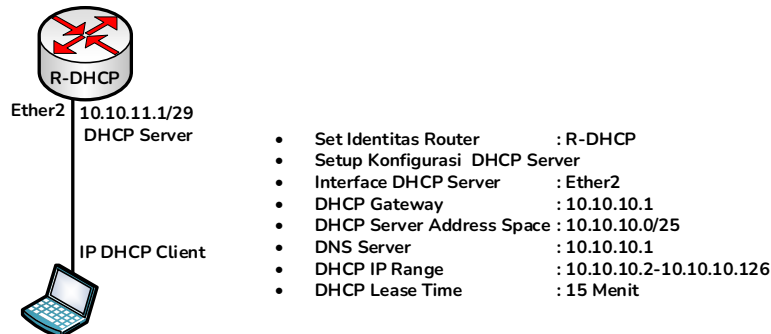 R-DHCP
Ether2
10.10.11.1/29
DHCP Server
IP DHCP Client
• Set Identitas Router : R-DHCP
• Setup Konfigurasi DHCP Server
• Interface DHCP Server : Ether2
• DHCP Gateway : 10.10.10.1
• DHCP Server Address Space : 10.10.10.0/25
• DNS Server : 10.10.10.1
• DHCP IP Range : 10.10.10.2-10.10.10.126
• DHCP Lease Time : 15 Menit